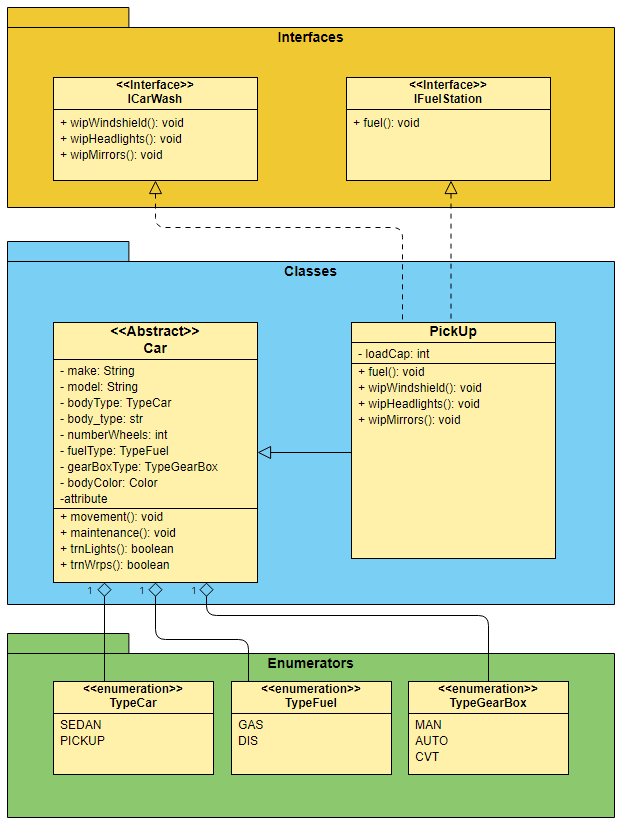 Interfaces
<<Interface>>
ICarWash
+ wipWindshield(): void
+ wipHeadlights(): void
+ wipMirrors(): void
<<Interface>>
IFuelStation
+ fuel(): void
Classes
<<Abstract>>
Car
- make: String
- model: String
- bodyType: TypeCar
- body_type: str
- numberWheels: int
- fuelType: TypeFuel
- gearBoxType: TypeGearBox
- bodyColor: Color
-attribute
+ movement(): void
+ maintenance(): void
+ trnLights(): boolean
+ trnWrps(): boolean
PickUp
- loadCap: int
+ fuel(): void
+ wipWindshield(): void
+ wipHeadlights(): void
+ wipMirrors(): void
1
1
1
Enumerators
<<enumeration>>
TypeCar
SEDAN
PICKUP
<<enumeration>>
TypeFuel
GAS
DIS
<<enumeration>>
TypeGearBox
MAN
AUTO
CVT